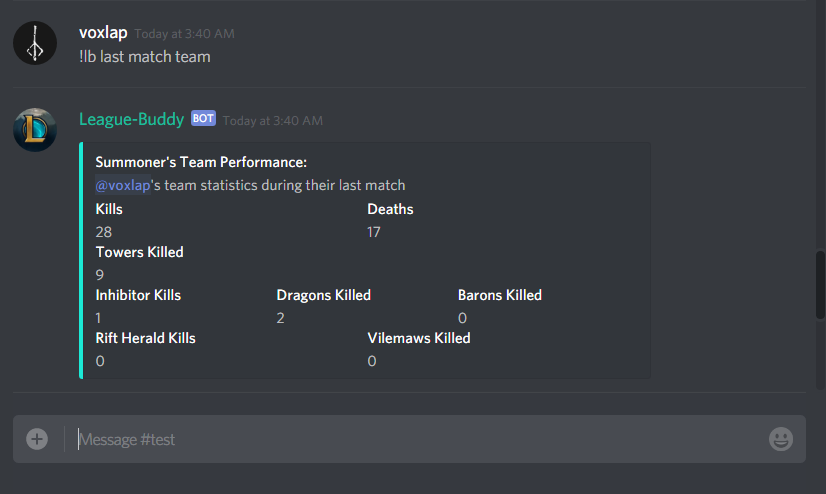 voxlap Today at 3:40 AM
!lb last match team
League-Buddy BOT Today at 3:40 AM
Summoner's Team Performance:
@voxlap's team statistics during their last match
Kills Deaths
28 17
Towers Killed
9
Inhibitor Kills Dragons Killed Barons Killed
1 2 0
Rift Herald Kills Vilemaws Killed
0 0
Message #test